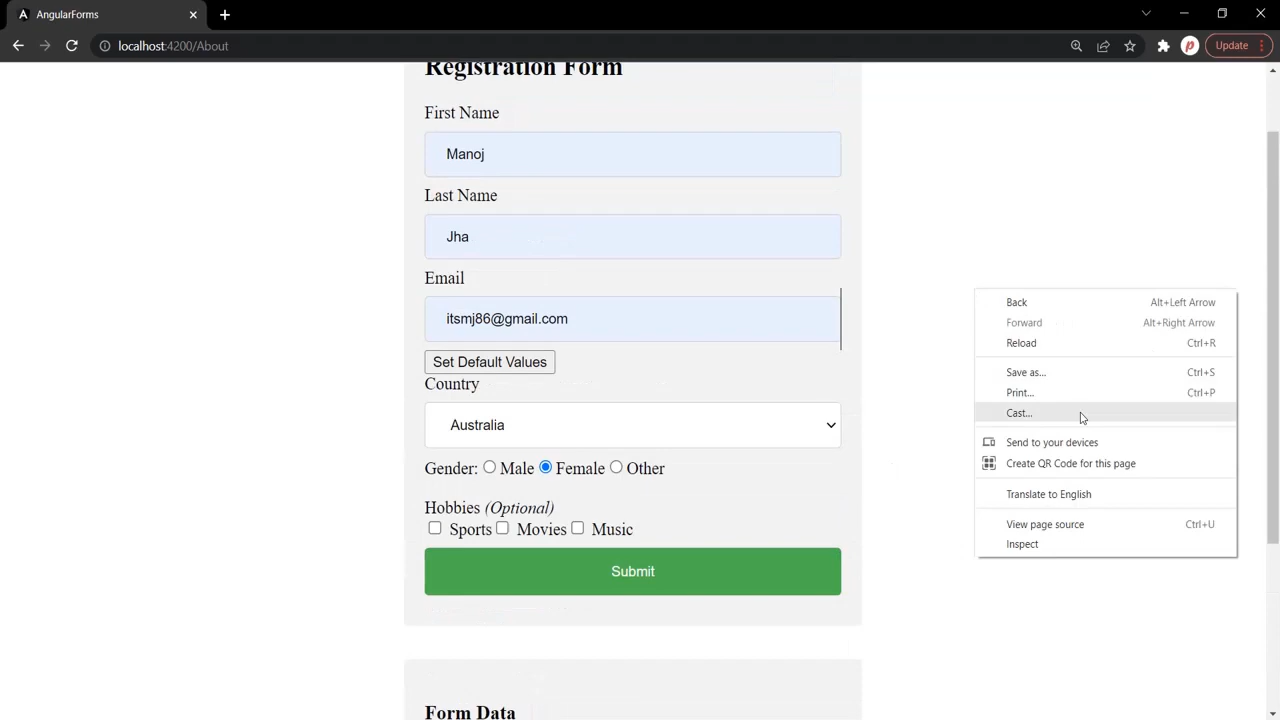 AngularForms
localhost:4200/About
Update
Registration Form
First Name
Manoj
Last Name
Jha
Email
itsmj86@gmail.com
Set Default Values
Country
Australia
Gender: Male Female Other
Hobbies (Optional)
Sports Movies Music
Submit
Form Data
Back Alt+Left Arrow
Forward Alt+Right Arrow
Reload Ctrl+R
Save as... Ctrl+S
Print... Ctrl+P
Cast...
Send to your devices
Create QR Code for this page
Translate to English
View page source Ctrl+U
Inspect